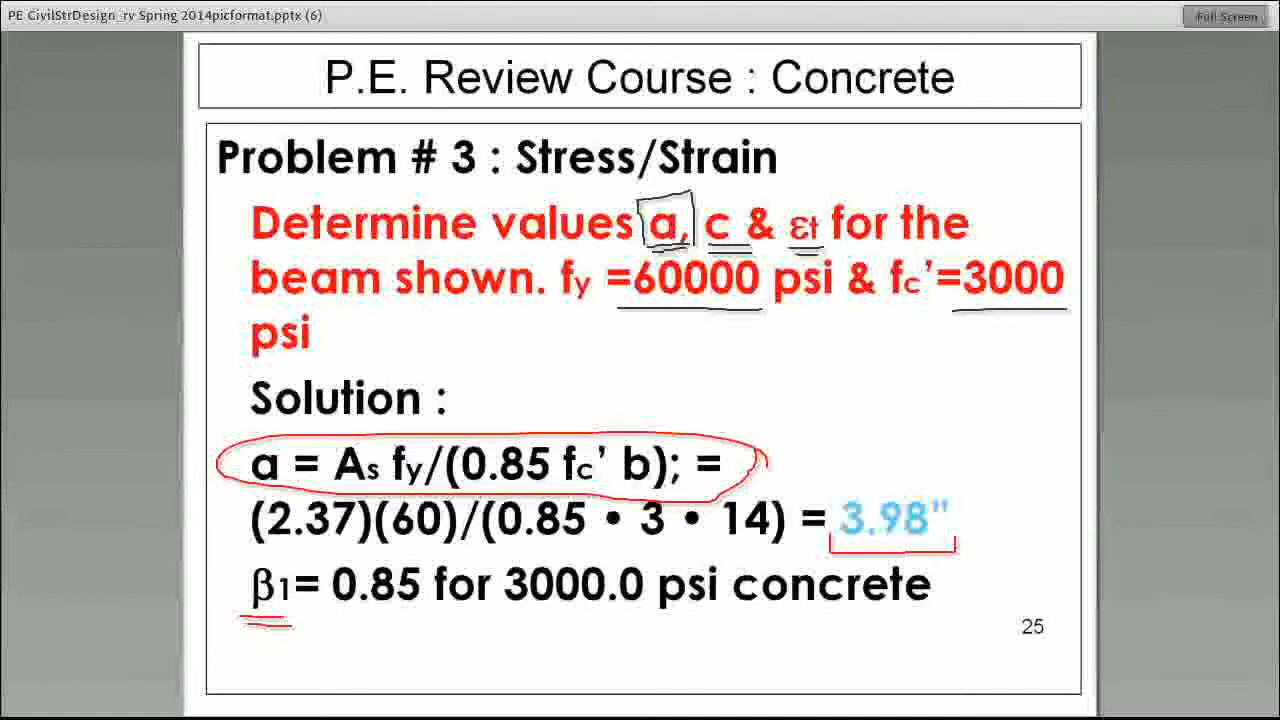 PE CivilStrDesign_rv Spring 2014picformat.pptx (6)
Full Screen
P.E. Review Course : Concrete
Problem # 3 : Stress/Strain
Determine values a, c & εt for the
beam shown. fy =60000 psi & fc’=3000
psi
Solution :
a = As fy/(0.85 fc’ b); =
(2.37)(60)/(0.85 • 3 • 14) = 3.98”
β1= 0.85 for 3000.0 psi concrete
25